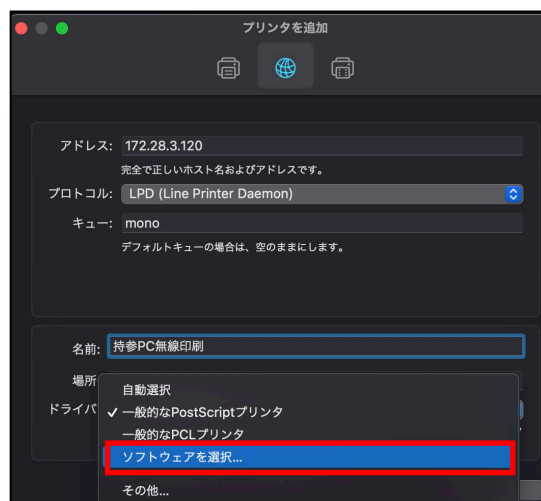 プリンタを追加
アドレス: 172.28.3.120
完全で正しいホスト名およびアドレスです。
プロトコル: LPD (Line Printer Daemon)
キュー: mono
デフォルトキューの場合は、空のままにします。
名前: 持参PC無線印刷
場所
自動選択
ドライバ ✓ 一般的なPostScriptプリンタ
一般的なPCLプリンタ
ソフトウェアを選択...
その他...